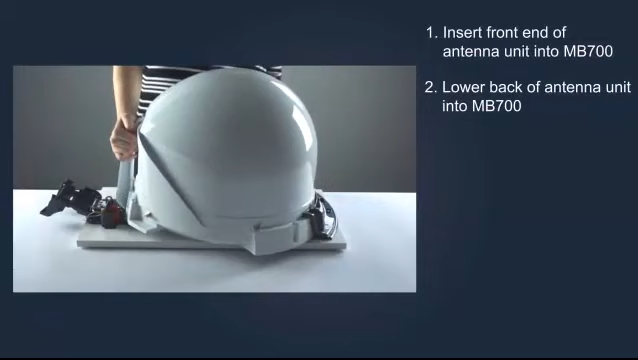 1. Insert front end of
antenna unit into MB700
2. Lower back of antenna unit
into MB700